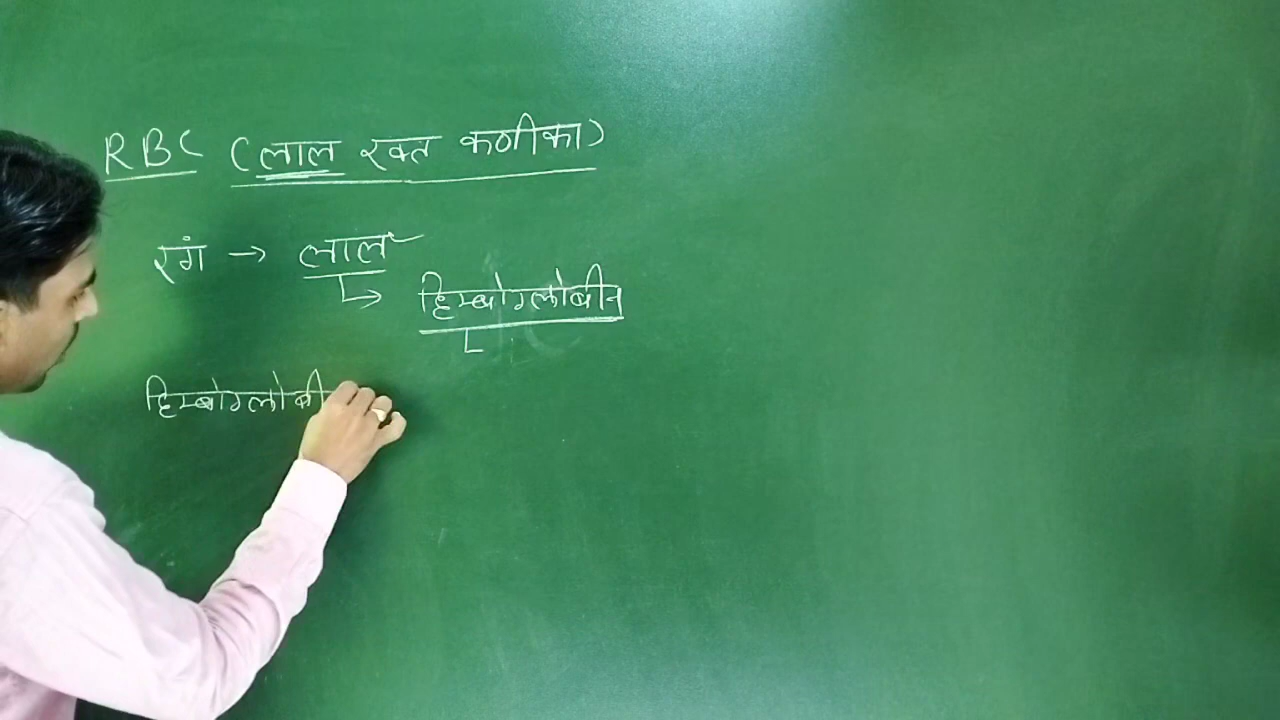 RBC (लाल रक्त कणीका)
रंग → लाल
↳ हिम्बोग्लोबीन
हिम्बोग्लोबी